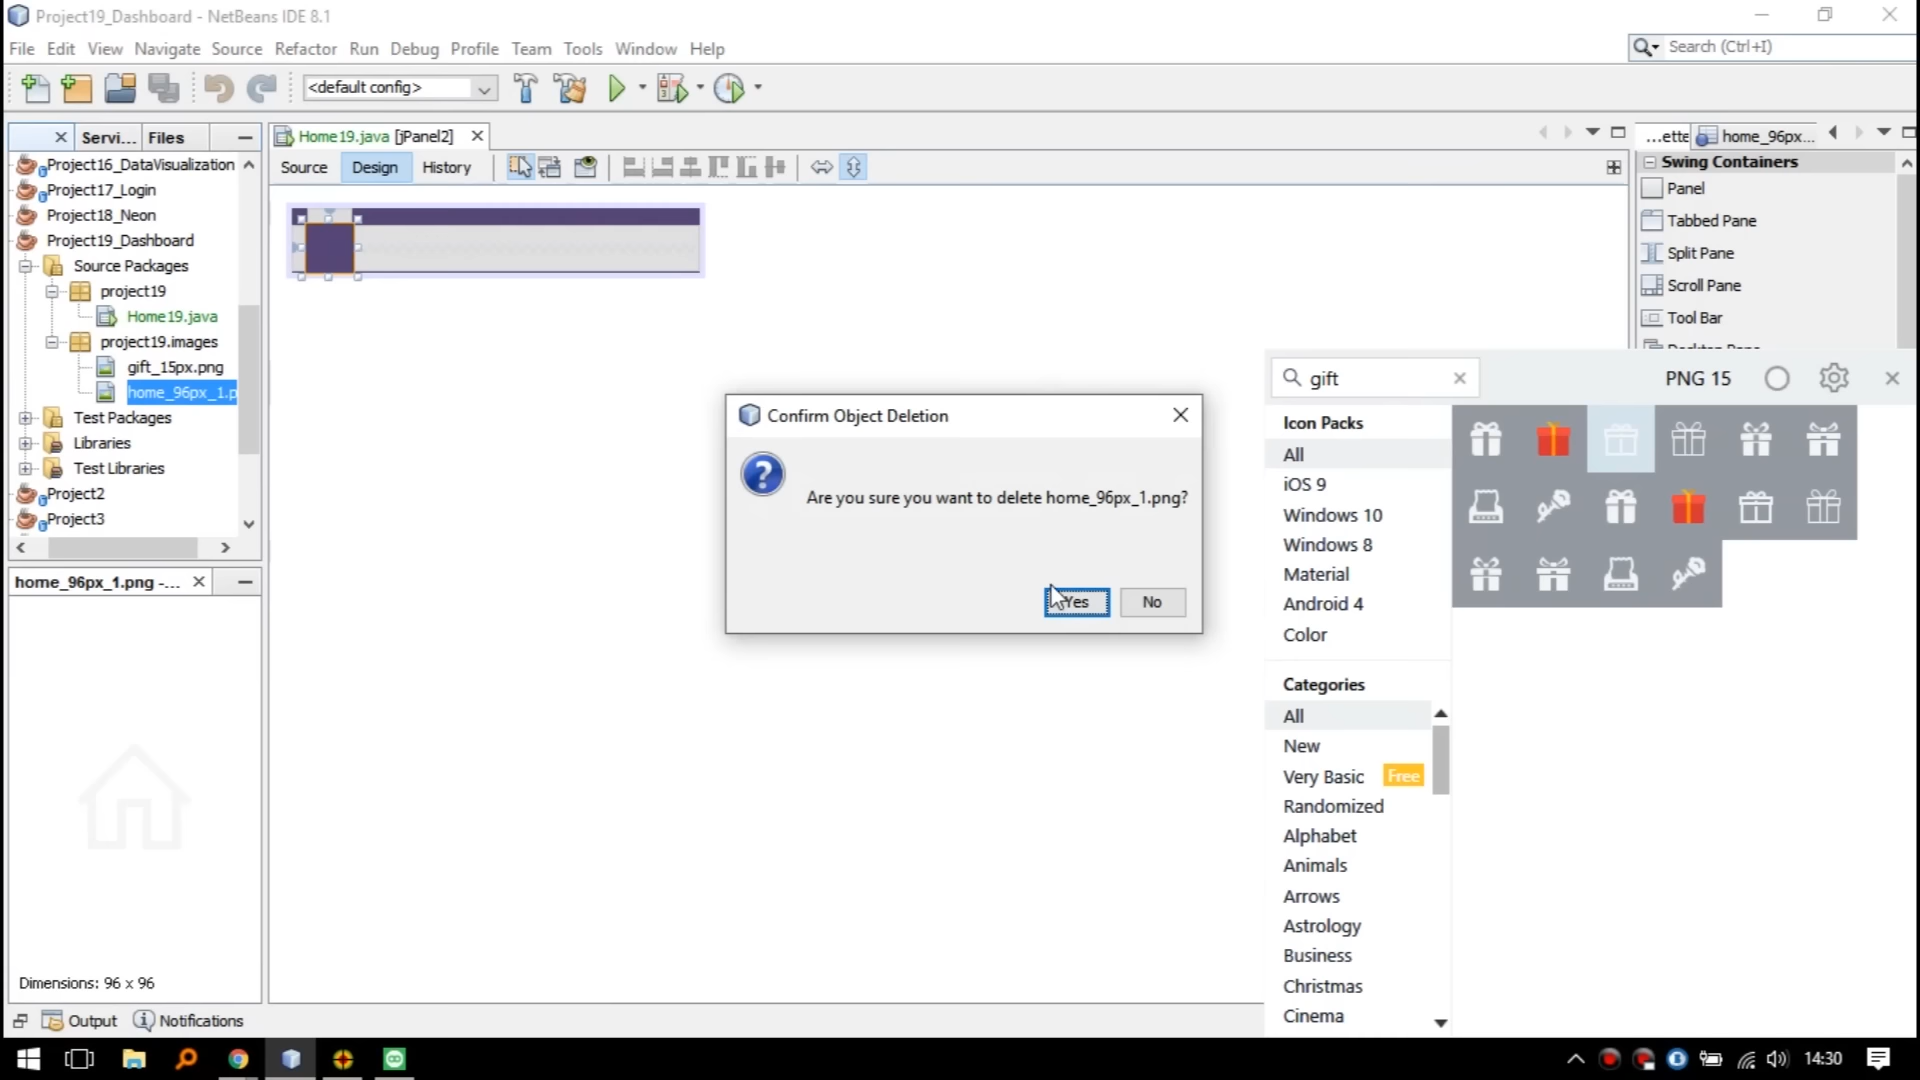 Project19_Dashboard - NetBeans IDE 8.1
File Edit View Navigate Source Refactor Run Debug Profile Team Tools Window Help
Search (Ctrl+I)
<default config>
Servi... Files
Project16_DataVisualization
Project17_Login
Project18_Neon
Project19_Dashboard
Source Packages
project19
Home19.java
project19.images
gift_15px.png
home_96px_1.p
Test Packages
Libraries
Test Libraries
Project2
Project3
home_96px_1.png -...
Dimensions: 96 x 96
Home19.java [jPanel2]
Source Design History
...ette home_96px...
Swing Containers
Panel
Tabbed Pane
Split Pane
Scroll Pane
Tool Bar
Confirm Object Deletion
Are you sure you want to delete home_96px_1.png?
Yes No
gift
PNG 15
Icon Packs
All
iOS 9
Windows 10
Windows 8
Material
Android 4
Color
Categories
All
New
Very Basic Free
Randomized
Alphabet
Animals
Arrows
Astrology
Business
Christmas
Cinema
Output Notifications
14:30